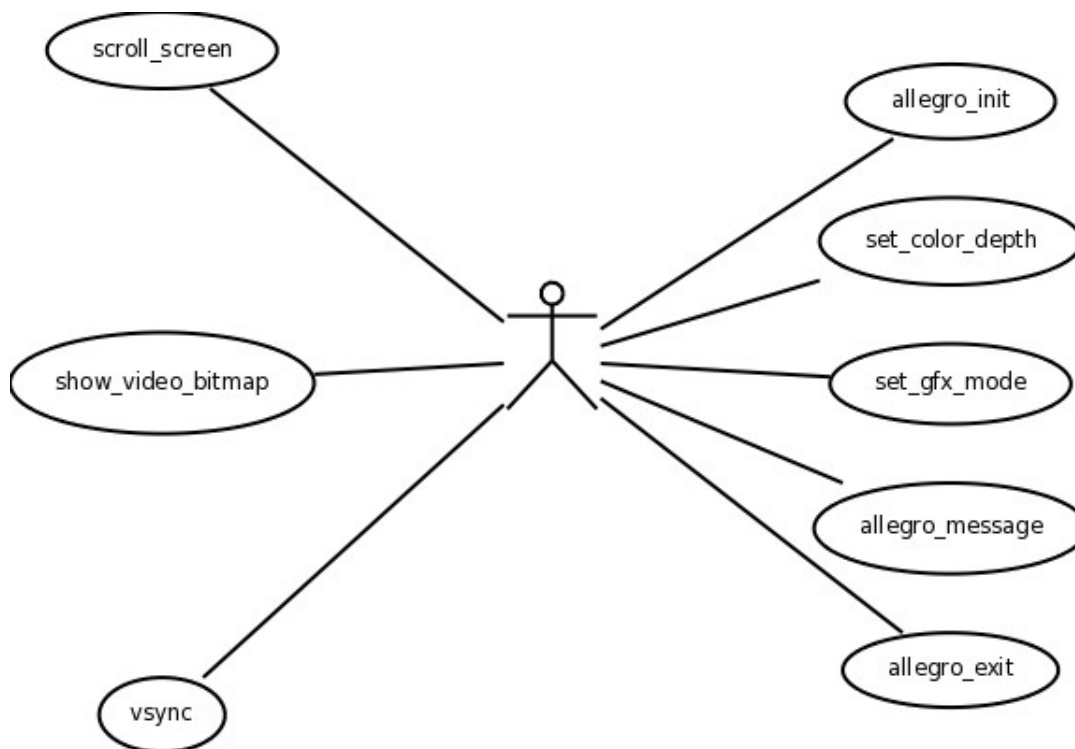 scroll_screen
allegro_init
set_color_depth
show_video_bitmap
set_gfx_mode
allegro_message
allegro_exit
vsync